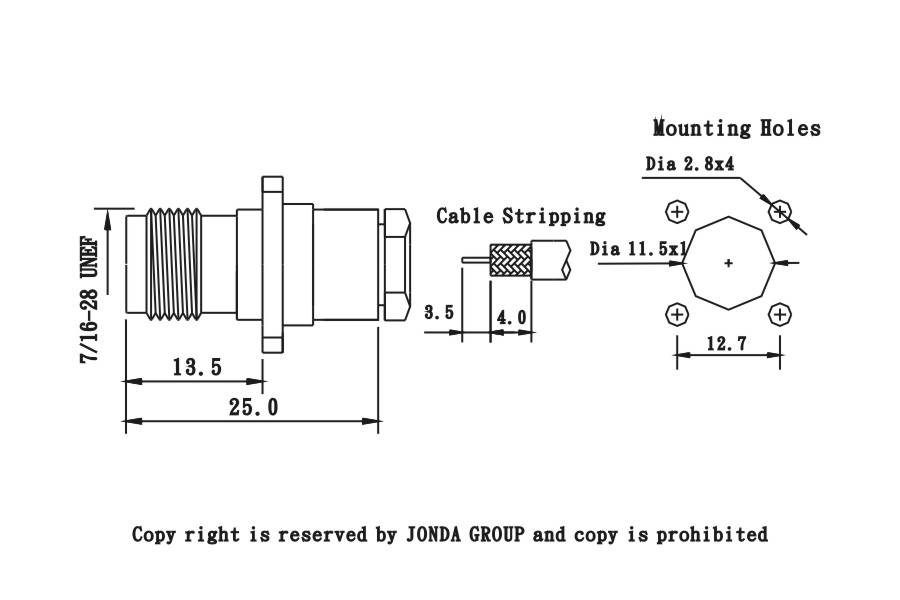 Mounting Holes
Dia 2.8x4
Cable Stripping
Dia 11.5x1
7/16-28 UNEF
3.5
4.0
12.7
13.5
25.0
Copy right is reserved by JONDA GROUP and copy is prohibited